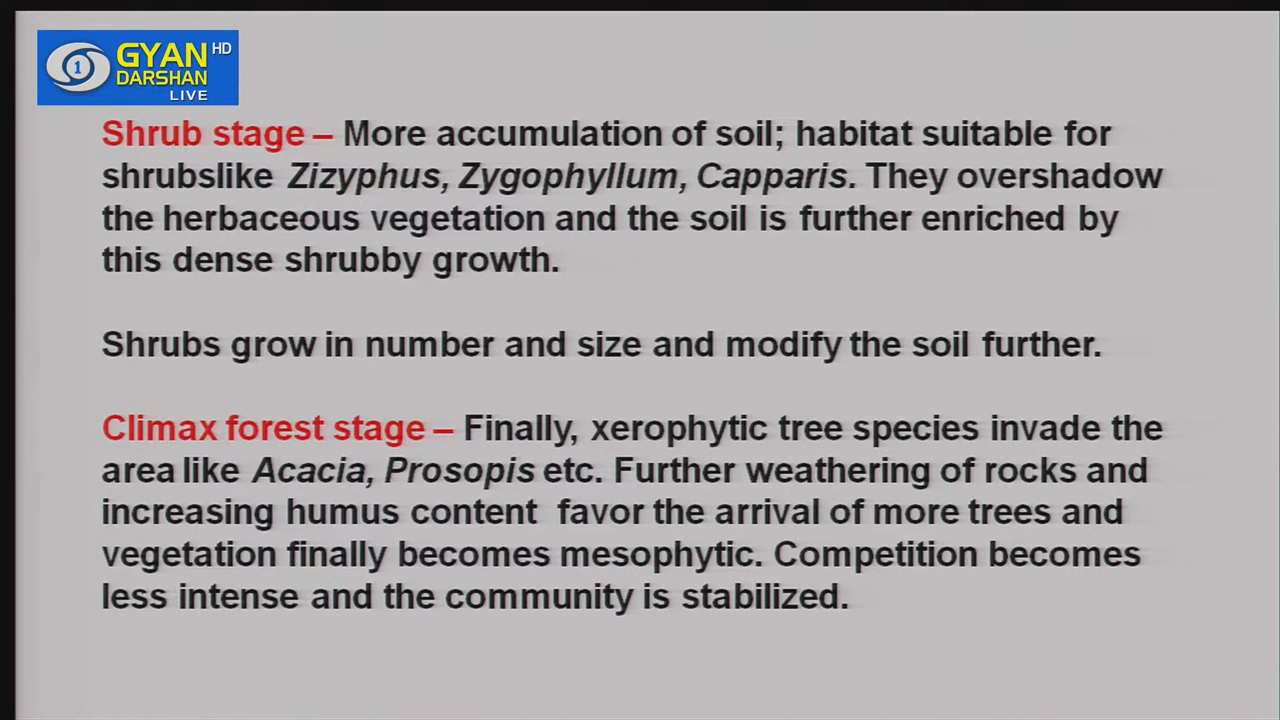 GYAN HD
DARSHAN
1
LIVE
Shrub stage – More accumulation of soil; habitat suitable for
shrubslike Zizyphus, Zygophyllum, Capparis. They overshadow
the herbaceous vegetation and the soil is further enriched by
this dense shrubby growth.
Shrubs grow in number and size and modify the soil further.
Climax forest stage – Finally, xerophytic tree species invade the
area like Acacia, Prosopis etc. Further weathering of rocks and
increasing humus content favor the arrival of more trees and
vegetation finally becomes mesophytic. Competition becomes
less intense and the community is stabilized.